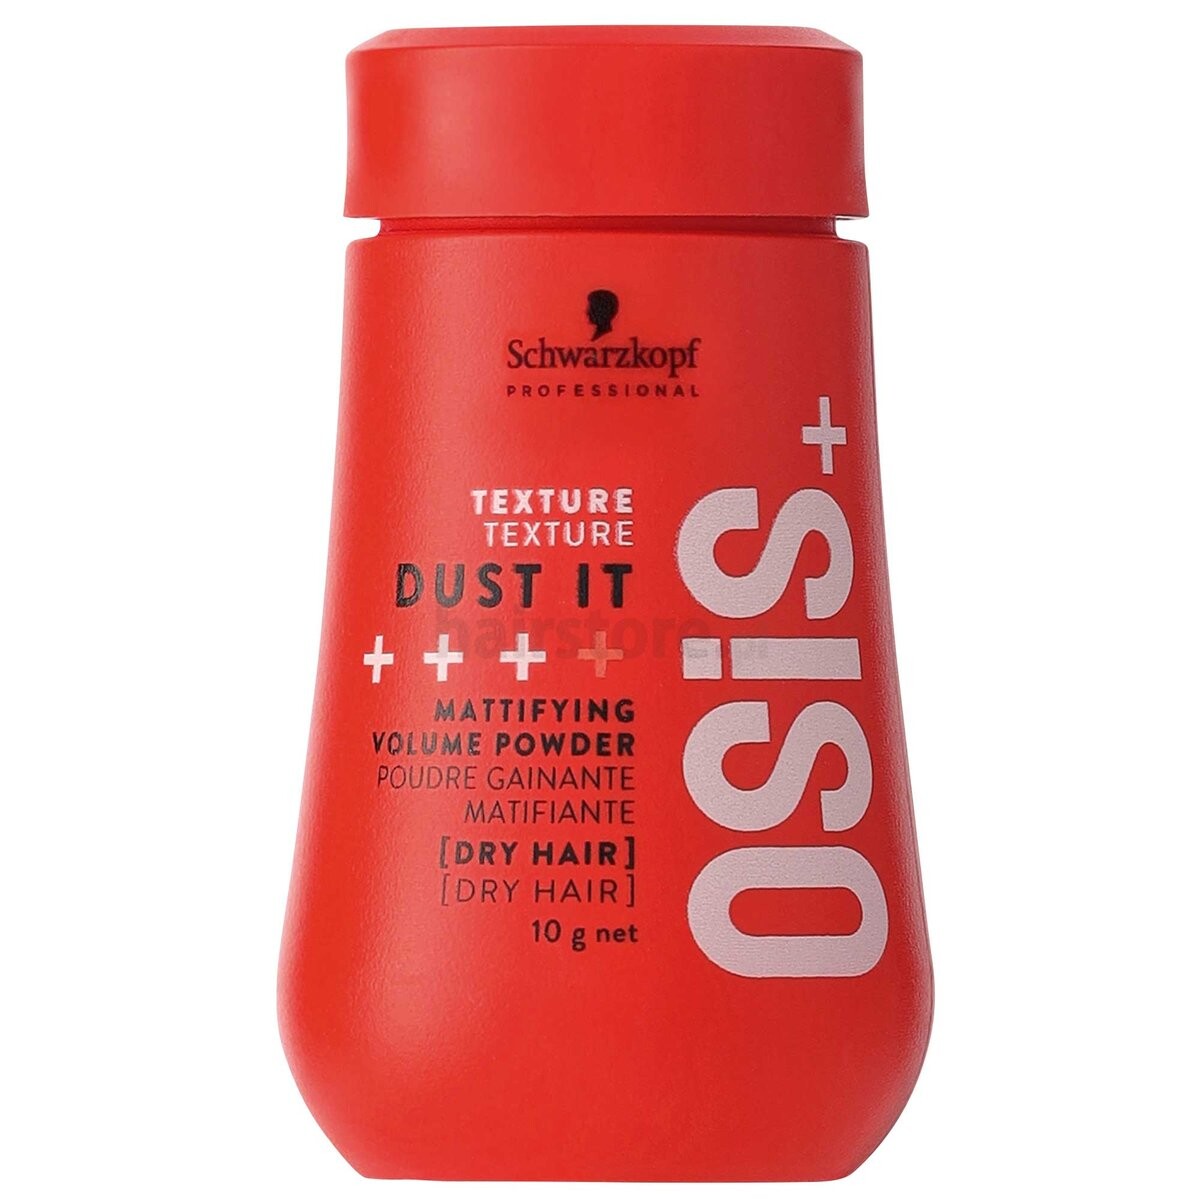 Schwarzkopf
PROFESSIONAL
TEXTURE
TEXTURE
DUST IT
++++
MATTIFYING
VOLUME POWDER
POUDRE GAINANTE
MATIFIANTE
[DRY HAIR]
[DRY HAIR]
10 g net
OSiS+
hairstore